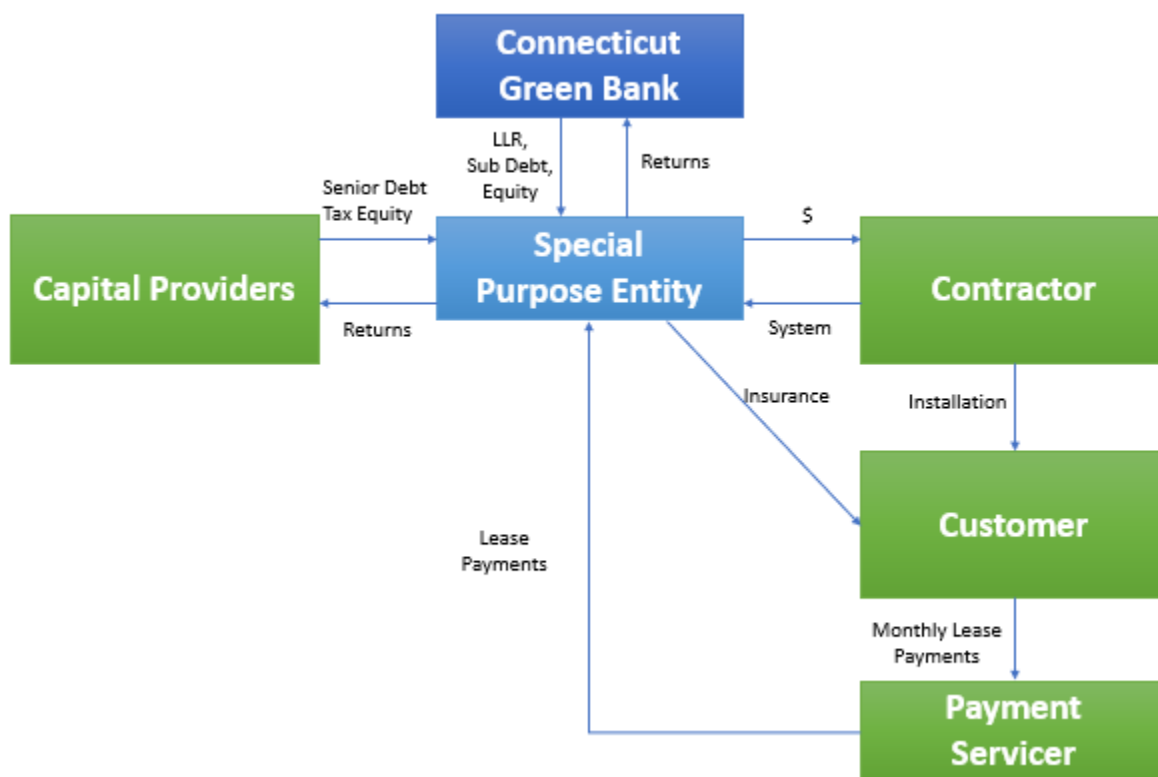 Connecticut
Green Bank
LLR,
Sub Debt,
Equity
Returns
Senior Debt
Tax Equity
Capital Providers
Special
Purpose Entity
$
Contractor
Returns
System
Insurance
Installation
Customer
Lease
Payments
Monthly Lease
Payments
Payment
Servicer